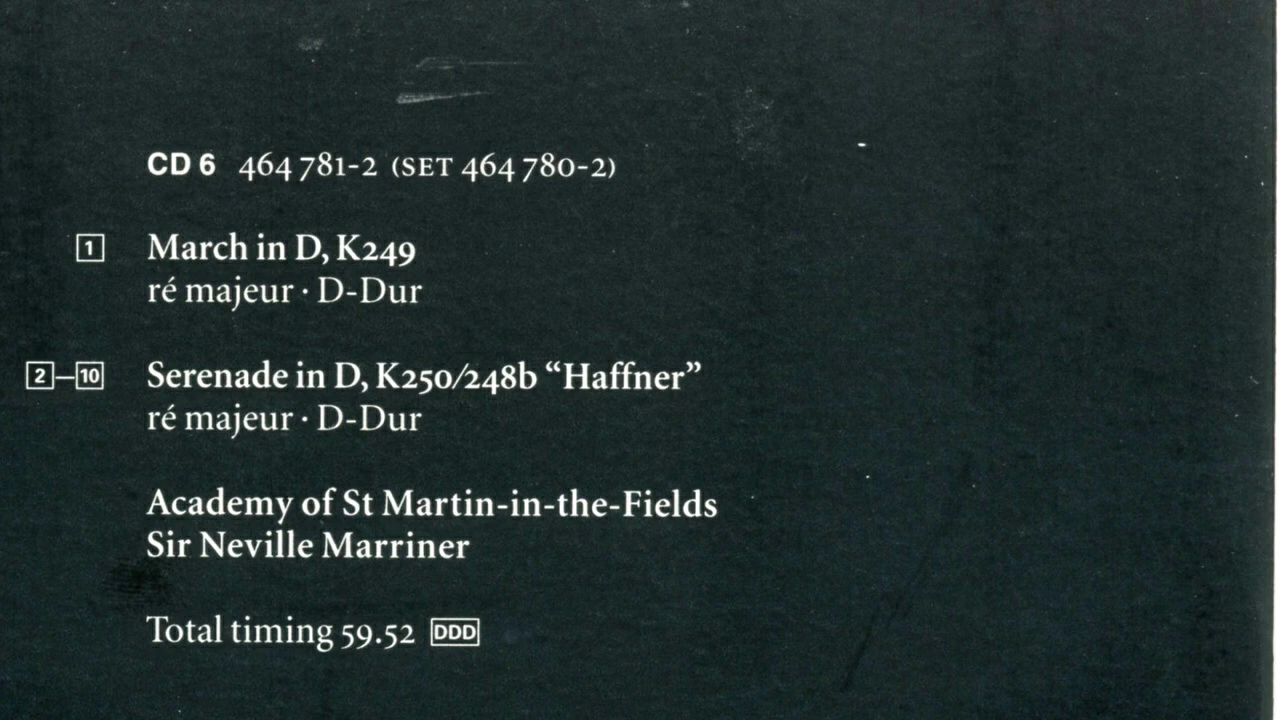 CD 6 464 781-2 (SET 464 780-2)
1 March in D, K249
ré majeur · D-Dur
2–10 Serenade in D, K250/248b “Haffner”
ré majeur · D-Dur
Academy of St Martin-in-the-Fields
Sir Neville Marriner
Total timing 59.52 DDD